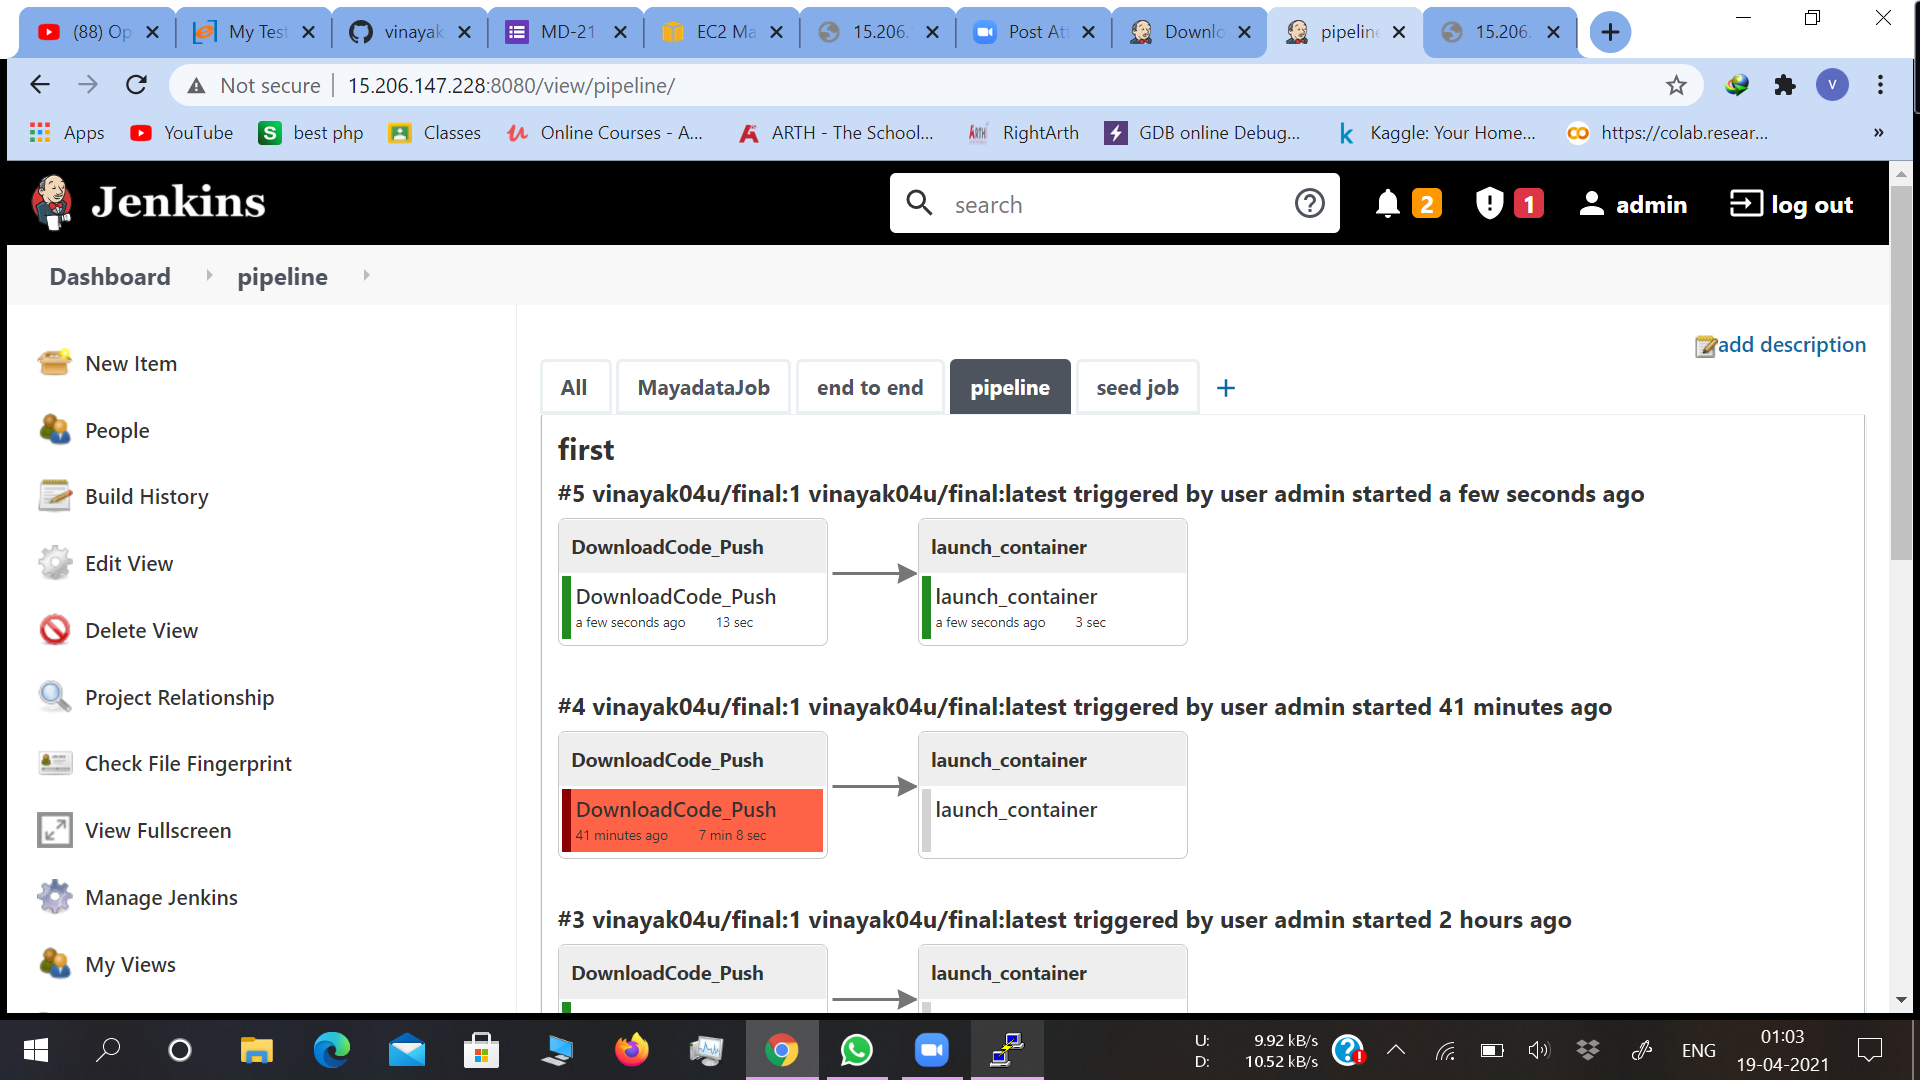 (88) Op
My Test
vinayak
MD-21
EC2 Ma
15.206.
Post Att
Downlo
pipeline
15.206.
Not secure
15.206.147.228:8080/view/pipeline/
V
Apps
YouTube
best php
Classes
Online Courses - A...
ARTH - The School...
RightArth
GDB online Debug...
Kaggle: Your Home...
https://colab.resear...
»
Jenkins
search
2
1
admin
log out
Dashboard
pipeline
New Item
People
Build History
Edit View
Delete View
Project Relationship
Check File Fingerprint
View Fullscreen
Manage Jenkins
My Views
add description
All
MayadataJob
end to end
pipeline
seed job
+
first
#5 vinayak04u/final:1 vinayak04u/final:latest triggered by user admin started a few seconds ago
DownloadCode_Push
launch_container
DownloadCode_Push
a few seconds ago 13 sec
launch_container
a few seconds ago 3 sec
#4 vinayak04u/final:1 vinayak04u/final:latest triggered by user admin started 41 minutes ago
DownloadCode_Push
launch_container
DownloadCode_Push
41 minutes ago 7 min 8 sec
launch_container
#3 vinayak04u/final:1 vinayak04u/final:latest triggered by user admin started 2 hours ago
DownloadCode_Push
launch_container
U: 9.92 kB/s
D: 10.52 kB/s
ENG
01:03
19-04-2021